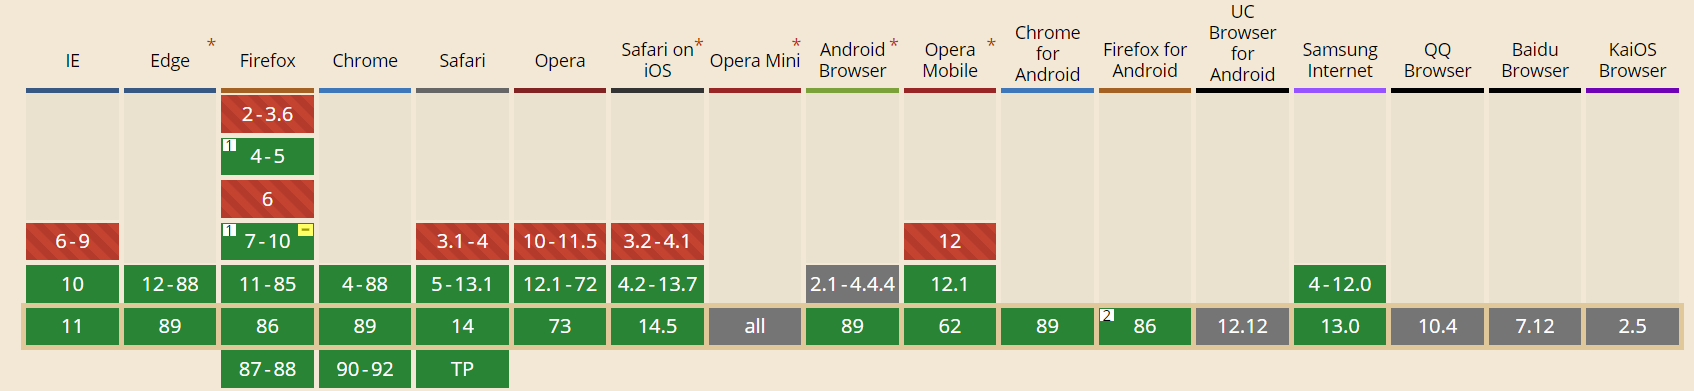 IE
Edge *
Firefox
Chrome
Safari
Opera
Safari on *
iOS
Opera Mini *
Android *
Browser
Opera *
Mobile
Chrome
for
Android
Firefox for
Android
UC
Browser
for
Android
Samsung
Internet
QQ
Browser
Baidu
Browser
KaiOS
Browser
2-3.6
1 4-5
6
6-9
1 7-10
3.1-4
10-11.5
3.2-4.1
12
10
12-88
11-85
4-88
5-13.1
12.1-72
4.2-13.7
2.1-4.4.4
12.1
4-12.0
11
89
86
89
14
73
14.5
all
89
62
89
2 86
12.12
13.0
10.4
7.12
2.5
87-88
90-92
TP